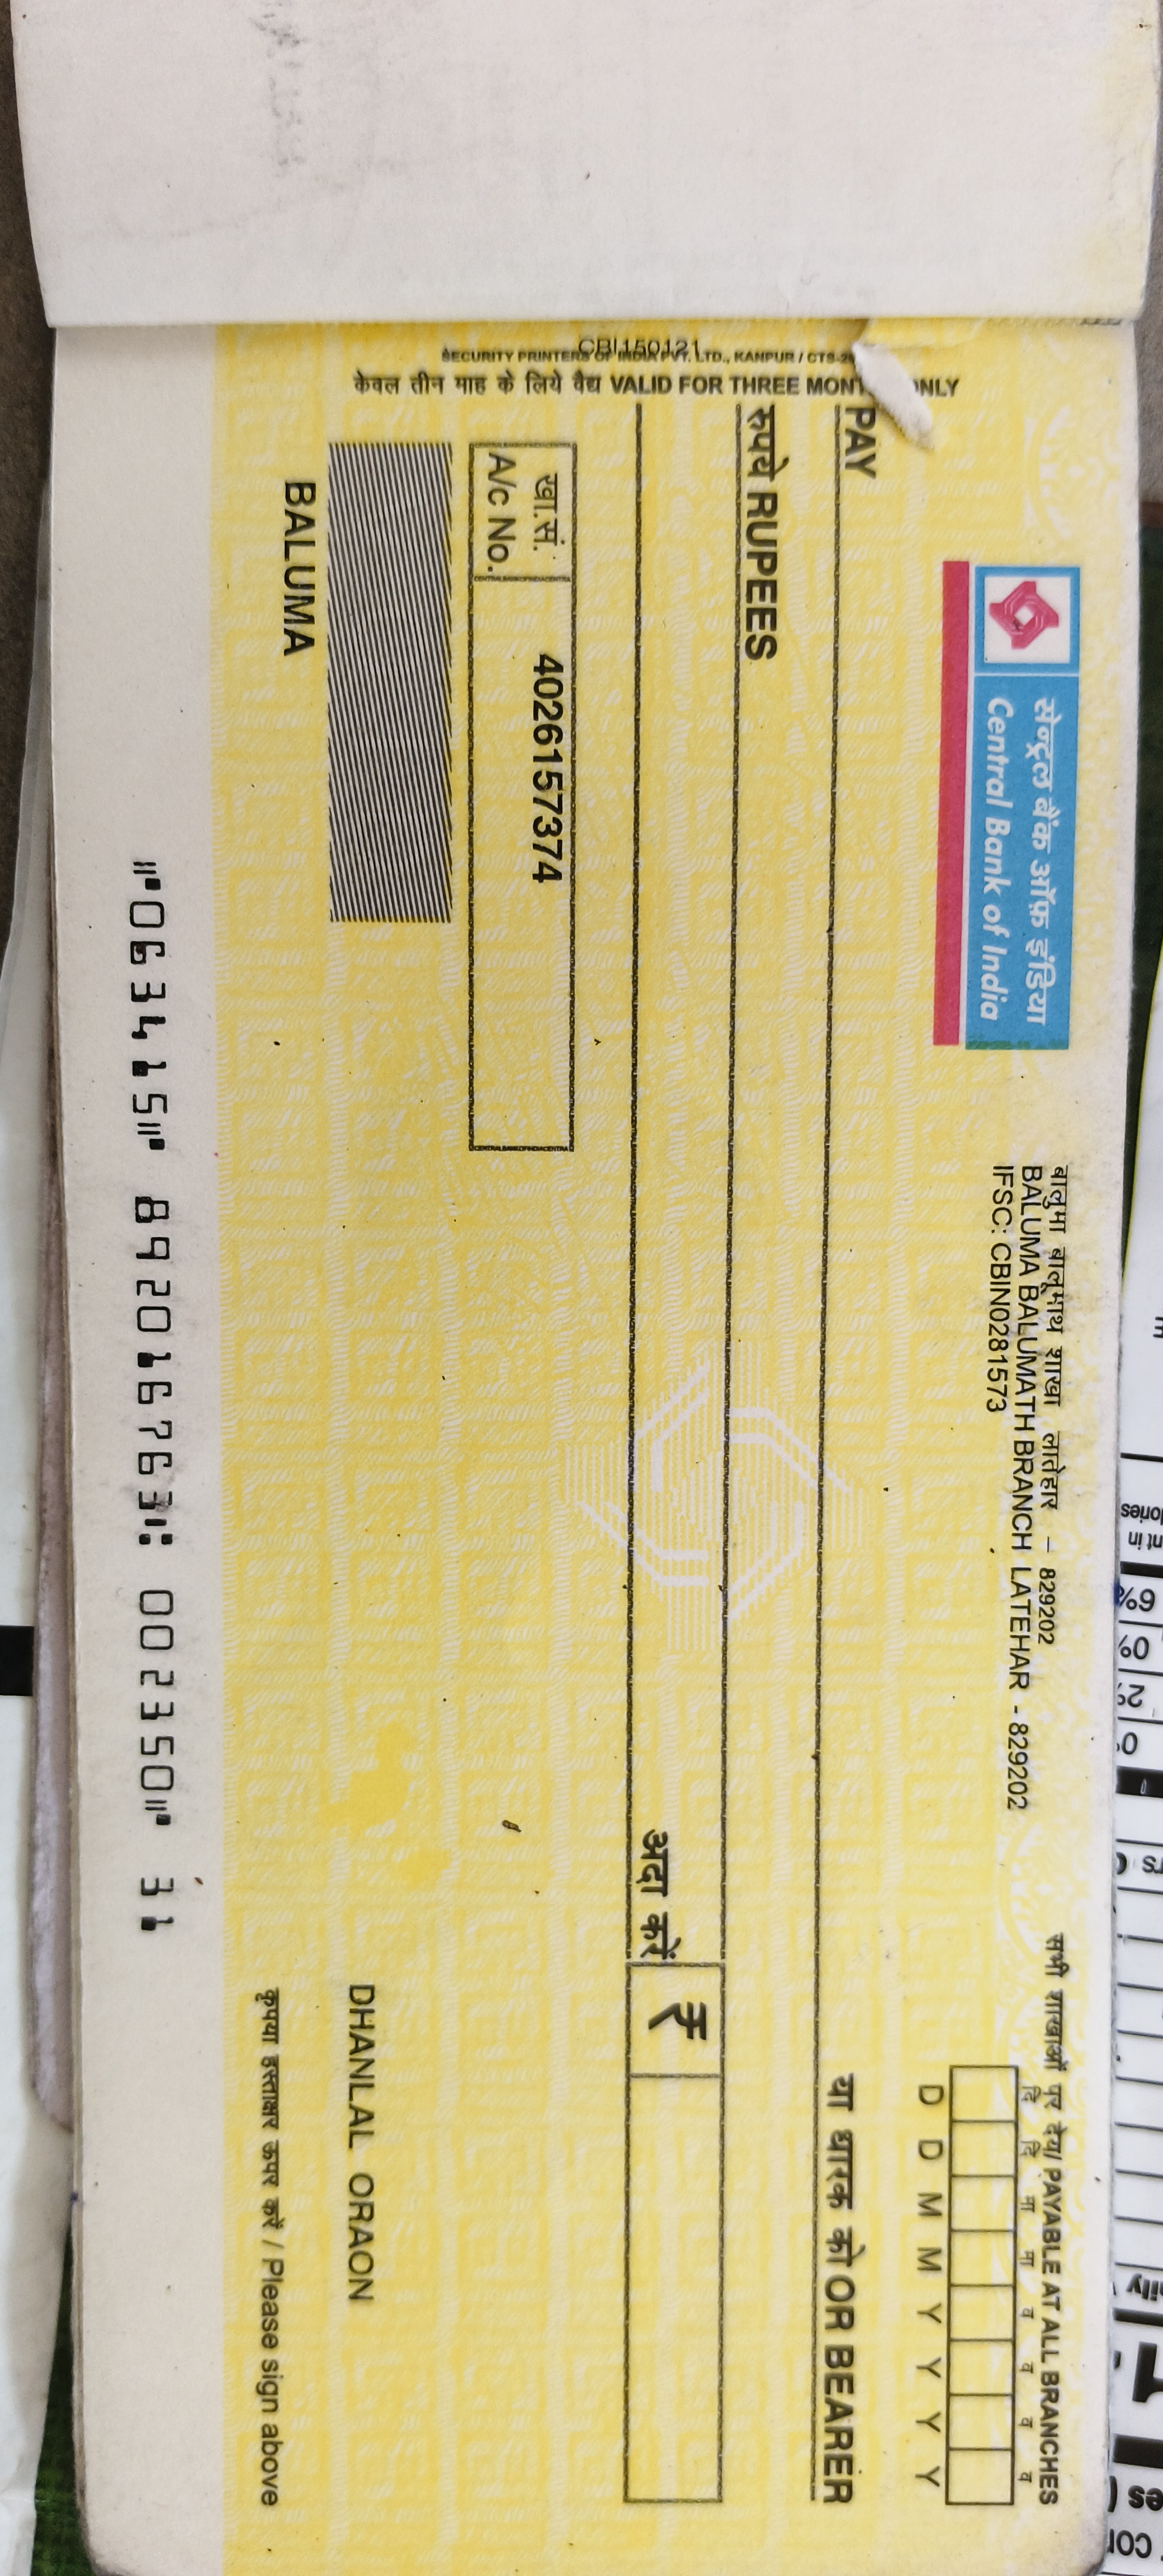 सेन्ट्रल बैंक ऑफ़ इंडिया
Central Bank of India
बालुमा बालूमाथ शाखा लातेहार - 829202
BALUMA BALUMATH BRANCH LATEHAR - 829202
IFSC: CBIN0281573
सभी शाखाओं पर देय/ PAYABLE AT ALL BRANCHES
दि दि मा मा व व व व
D D M M Y Y Y Y
PAY
या धारक को OR BEARER
रुपये RUPEES
अदा करें
₹
खा.सं.
A/c No.
4026157374
BALUMA
DHANLAL ORAON
कृपया हस्ताक्षर ऊपर करें / Please sign above
CBI150121
SECURITY PRINTERS OF INDIA PVT. LTD., KANPUR / CTS-20
केवल तीन माह के लिये वैद्य VALID FOR THREE MONT ONLY
⑈063415⑈ 829016763⑆ 002350⑈ 31